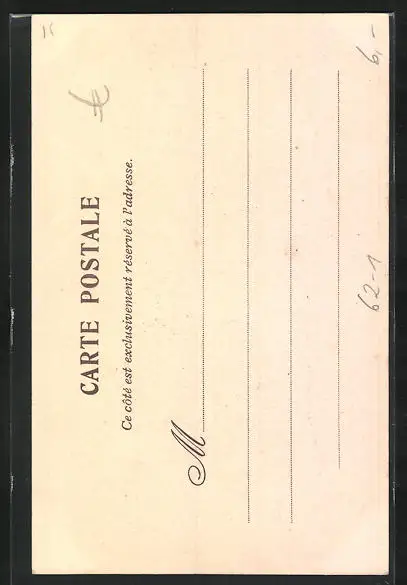 CARTE POSTALE
Ce côté est exclusivement réservé à l'adresse.
M
62-1
6,-